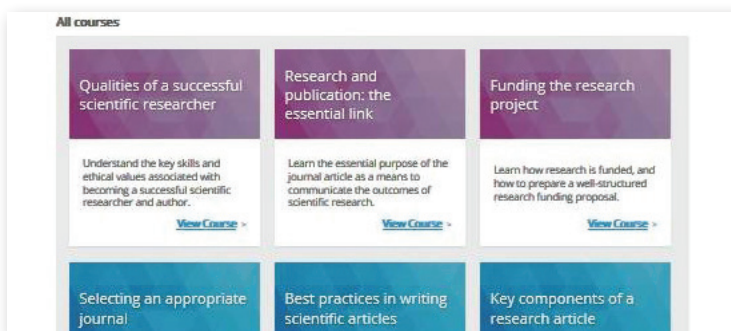 All courses
Qualities of a successful
scientific researcher
Understand the key skills and
ethical values associated with
becoming a successful scientific
researcher and author.
View Course >
Research and
publication: the
essential link
Learn the essential purpose of the
journal article as a means to
communicate the outcomes of
scientific research.
View Course >
Funding the research
project
Learn how research is funded, and
how to prepare a well-structured
research funding proposal.
View Course >
Selecting an appropriate
journal
Best practices in writing
scientific articles
Key components of a
research article